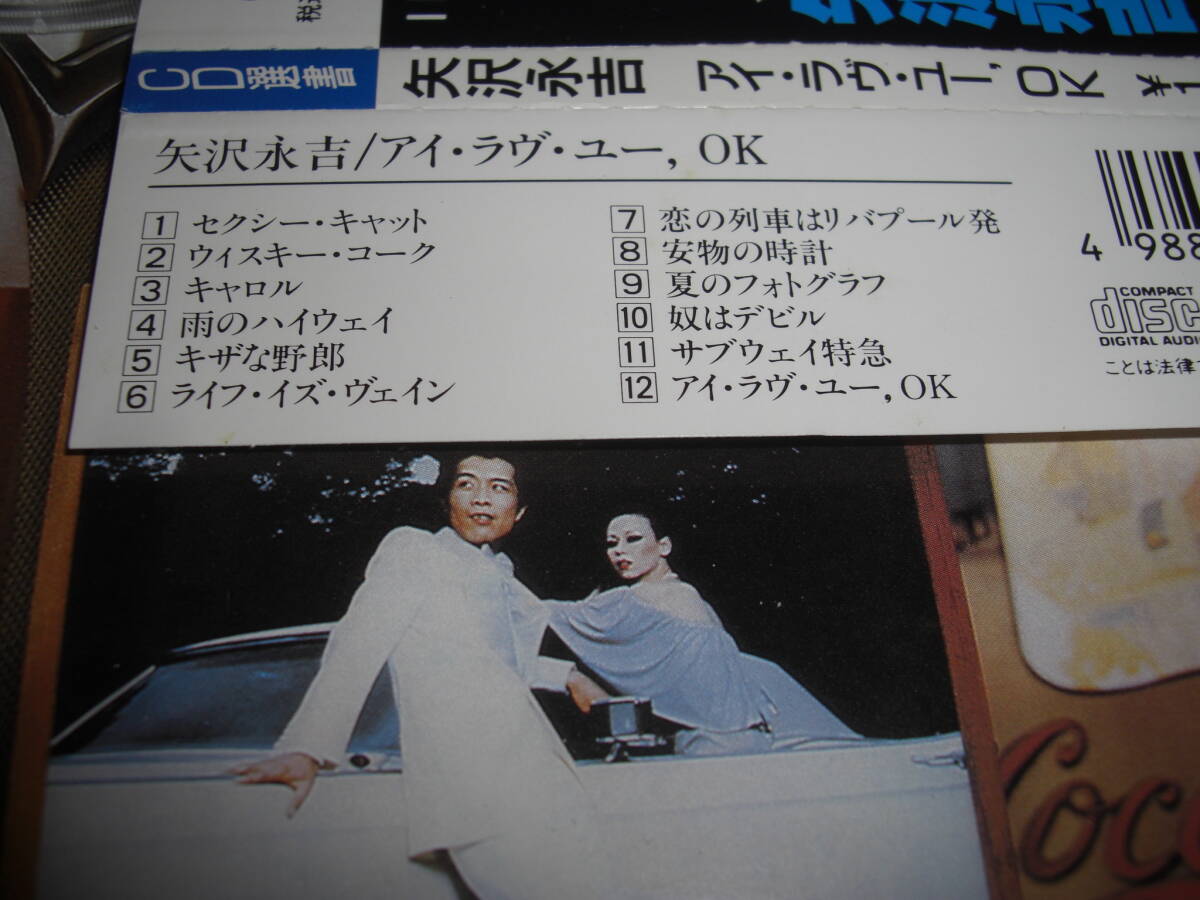 矢沢永吉
CD選書
矢沢永吉 アイ・ラヴ・ユー, OK ¥1
矢沢永吉/アイ・ラヴ・ユー, OK
1 セクシー・キャット
2 ウィスキー・コーク
3 キャロル
4 雨のハイウェイ
5 キザな野郎
6 ライフ・イズ・ヴェイン
7 恋の列車はリバプール発
8 安物の時計
9 夏のフォトグラフ
10 奴はデビル
11 サブウェイ特急
12 アイ・ラヴ・ユー, OK
4 988
COMPACT
disc
DIGITAL AUDIO
ことは法律で
Coca